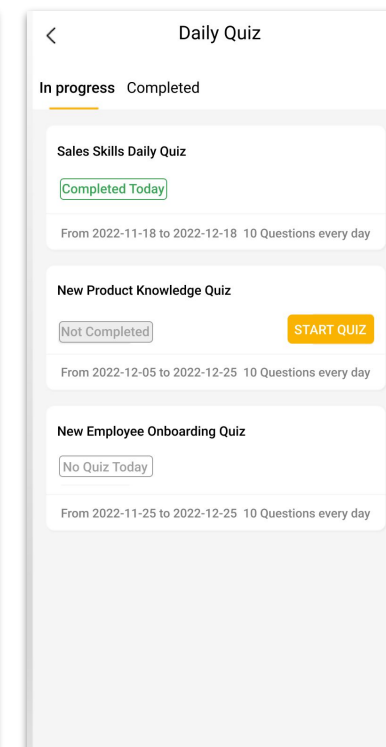 Daily Quiz
In progress Completed
Sales Skills Daily Quiz
Completed Today
From 2022-11-18 to 2022-12-18 10 Questions every day
New Product Knowledge Quiz
Not Completed START QUIZ
From 2022-12-05 to 2022-12-25 10 Questions every day
New Employee Onboarding Quiz
No Quiz Today
From 2022-11-25 to 2022-12-25 10 Questions every day